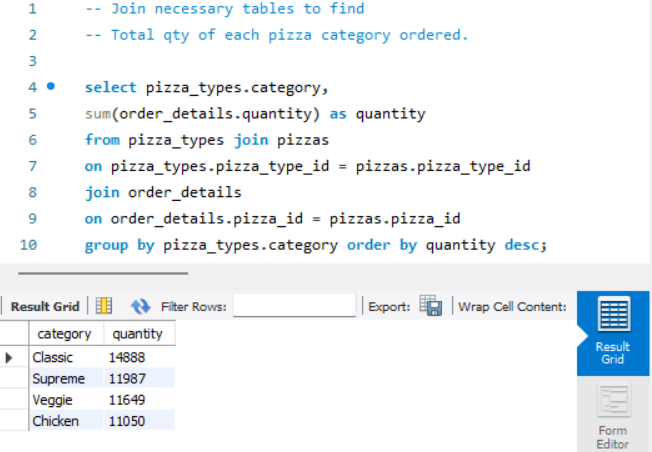 1 -- Join necessary tables to find
2 -- Total qty of each pizza category ordered.
3
4 select pizza_types.category,
5 sum(order_details.quantity) as quantity
6 from pizza_types join pizzas
7 on pizza_types.pizza_type_id = pizzas.pizza_type_id
8 join order_details
9 on order_details.pizza_id = pizzas.pizza_id
10 group by pizza_types.category order by quantity desc;
Result Grid Filter Rows: Export: Wrap Cell Content:
category quantity
Classic 14888
Supreme 11987
Veggie 11649
Chicken 11050
Result
Grid
Form
Editor